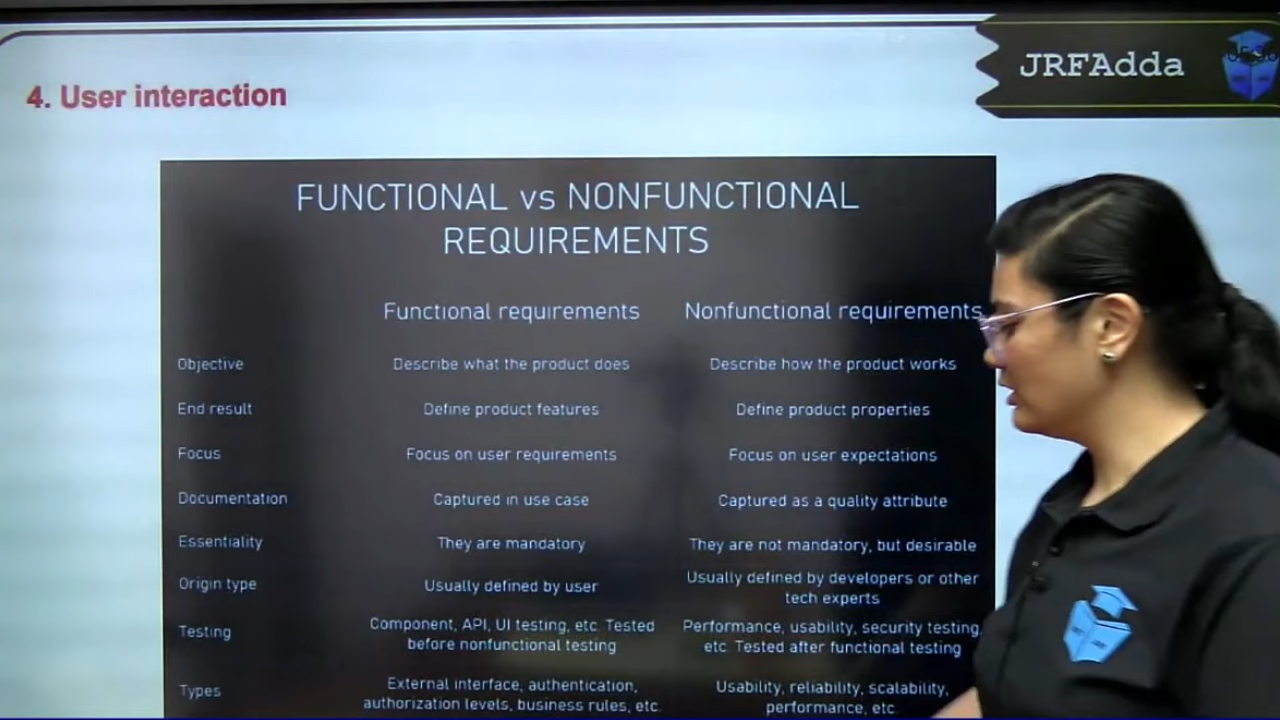 JRFAdda
4. User interaction
FUNCTIONAL vs NONFUNCTIONAL
REQUIREMENTS
Functional requirements
Nonfunctional requirements
Objective
Describe what the product does
Describe how the product works
End result
Define product features
Define product properties
Focus
Focus on user requirements
Focus on user expectations
Documentation
Captured in use case
Captured as a quality attribute
Essentiality
They are mandatory
They are not mandatory, but desirable
Origin type
Usually defined by user
Usually defined by developers or other
tech experts
Testing
Component, API, UI testing, etc. Tested
before nonfunctional testing
Performance, usability, security testing,
etc. Tested after functional testing
Types
External interface, authentication,
authorization levels, business rules, etc.
Usability, reliability, scalability,
performance, etc.